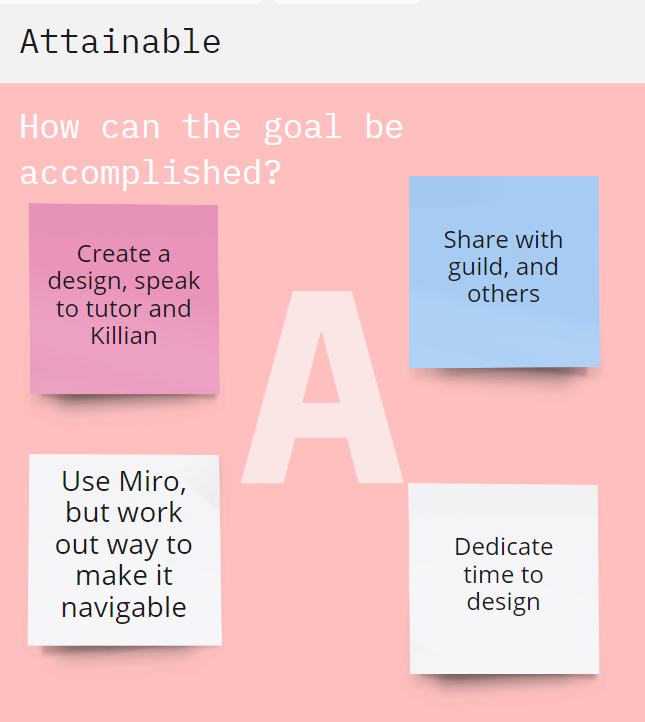 Attainable
How can the goal be
accomplished?
Create a
design, speak
to tutor and
Killian
Share with
guild, and
others
A
Use Miro,
but work
out way to
make it
navigable
Dedicate
time to
design